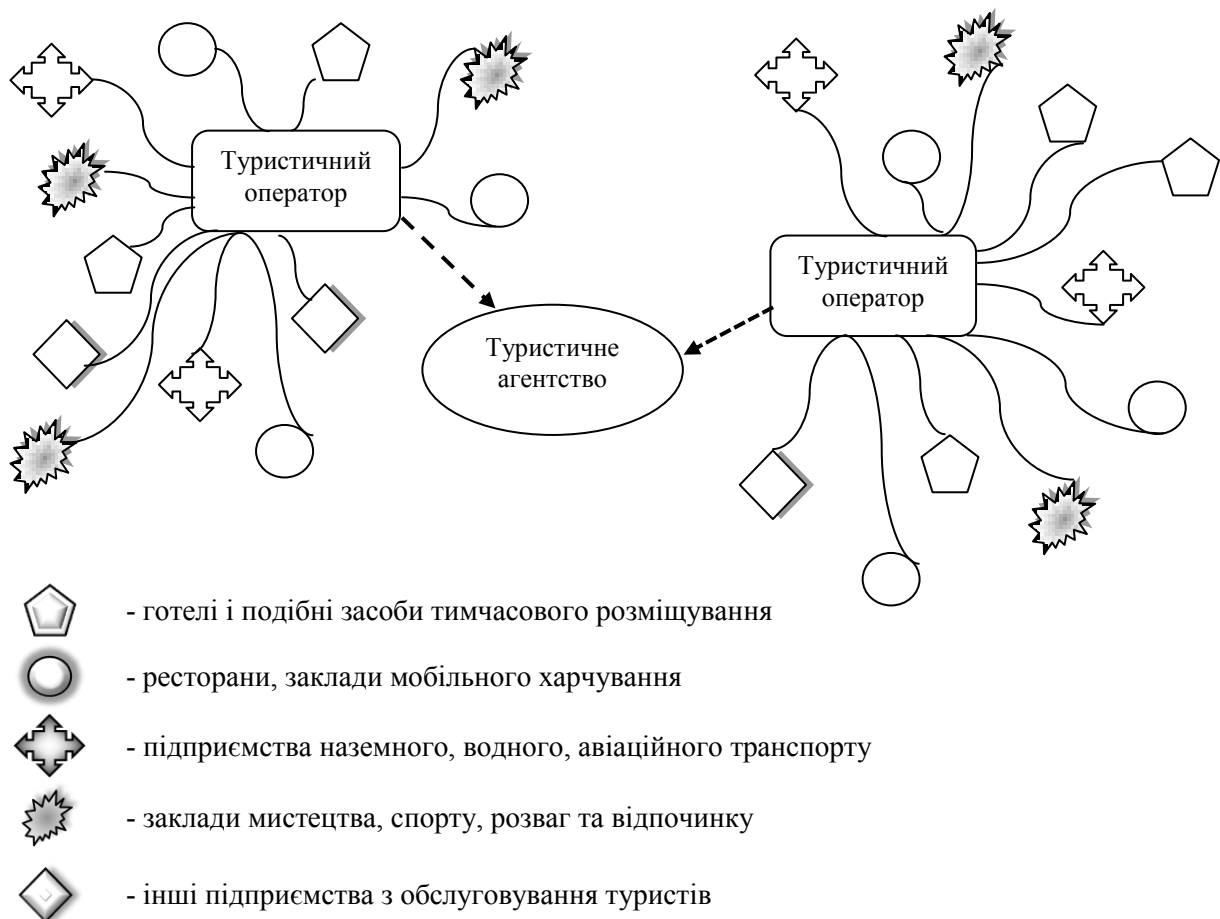 Туристичний
оператор
Туристичний
оператор
Туристичне
агентство
- готелі і подібні засоби тимчасового розміщування
- ресторани, заклади мобільного харчування
- підприємства наземного, водного, авіаційного транспорту
- заклади мистецтва, спорту, розваг та відпочинку
- інші підприємства з обслуговування туристів